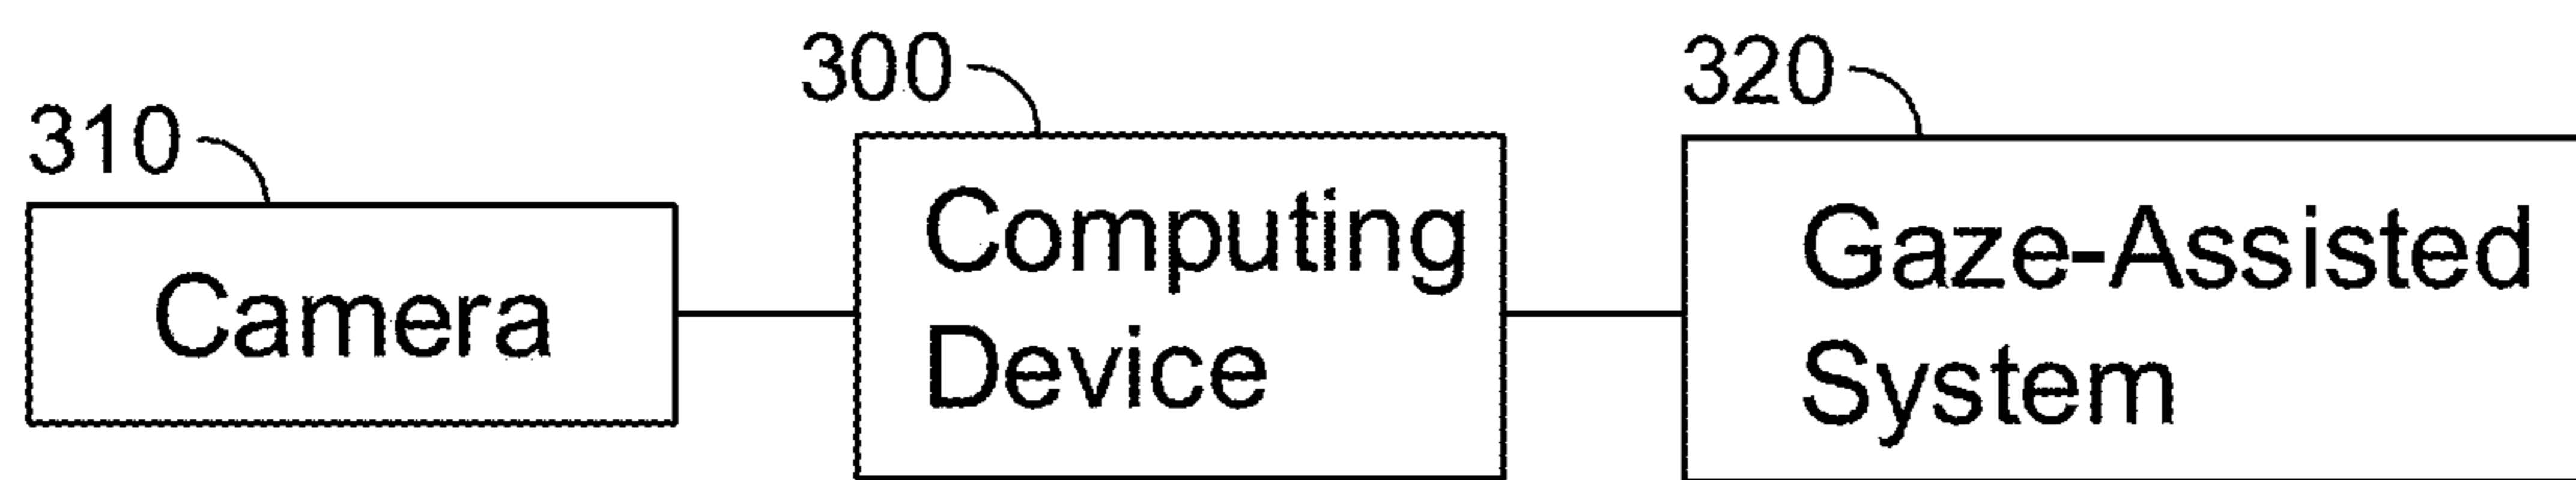 310
Camera
300
Computing
Device
320
Gaze-Assisted
System